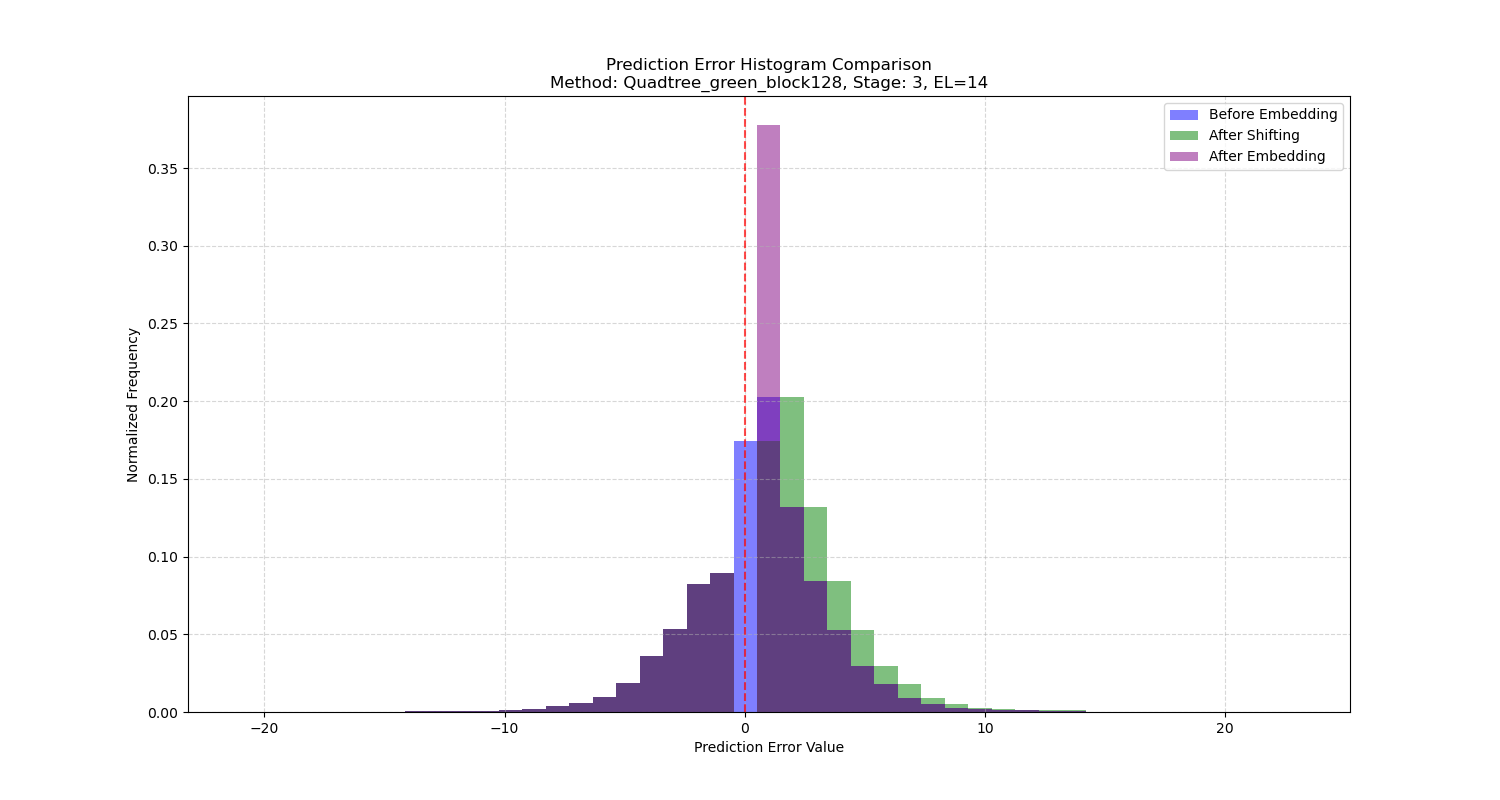 Prediction Error Histogram Comparison
Method: Quadtree_green_block128, Stage: 3, EL=14
Before Embedding
After Shifting
After Embedding
Normalized Frequency
0.35
0.30
0.25
0.20
0.15
0.10
0.05
0.00
−20
−10
0
10
20
Prediction Error Value